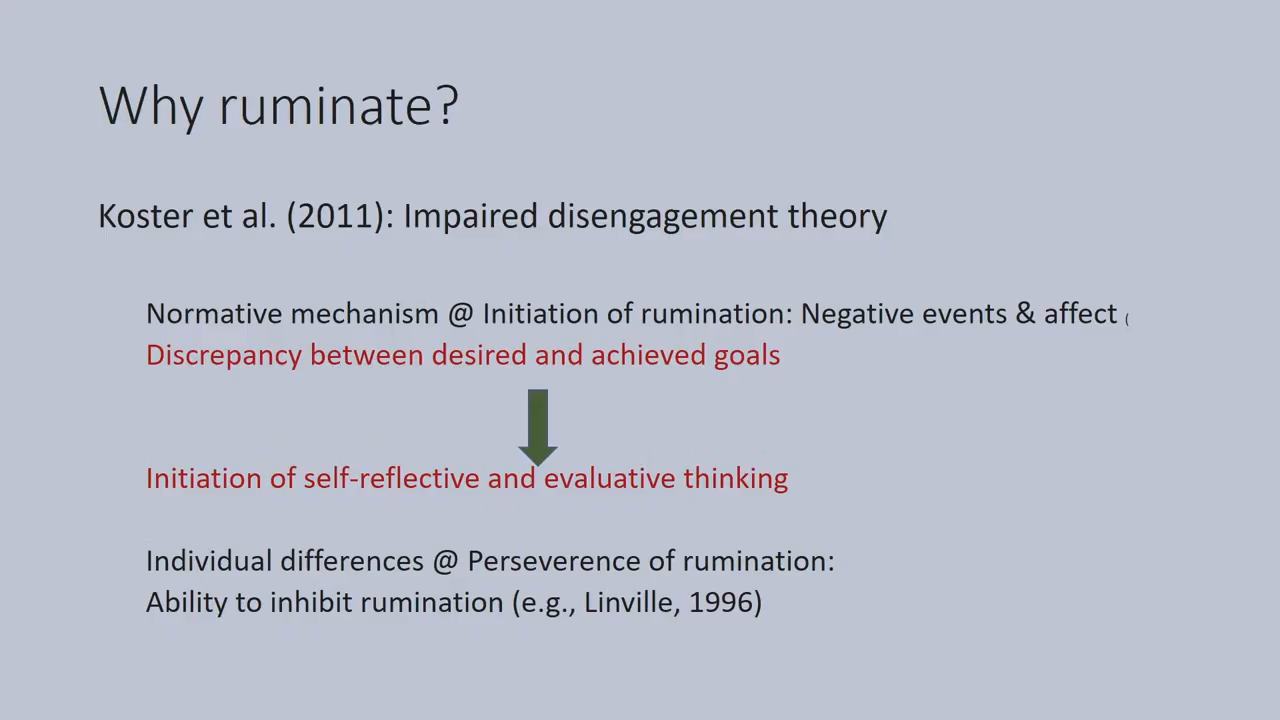 Why ruminate?
Koster et al. (2011): Impaired disengagement theory
Normative mechanism @ Initiation of rumination: Negative events & affect (
Discrepancy between desired and achieved goals
Initiation of self-reflective and evaluative thinking
Individual differences @ Perseverence of rumination:
Ability to inhibit rumination (e.g., Linville, 1996)